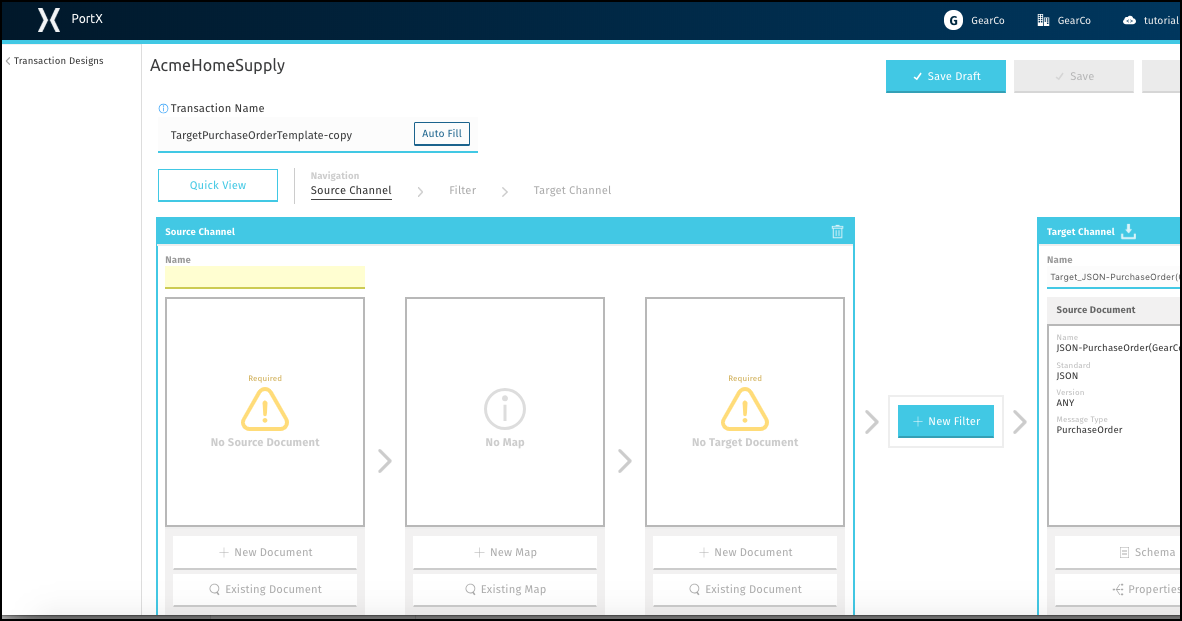 PortX
G GearCo
GearCo
tutorial
Transaction Designs
AcmeHomeSupply
Save Draft
Save
Transaction Name
TargetPurchaseOrderTemplate-copy
Auto Fill
Quick View
Navigation
Source Channel
Filter
Target Channel
Source Channel
Name
Required
No Source Document
New Document
Existing Document
No Map
New Map
Existing Map
Required
No Target Document
New Document
Existing Document
New Filter
Target Channel
Name
Target_JSON-PurchaseOrder(
Source Document
Name
JSON-PurchaseOrder(GearCo
Standard
JSON
Version
ANY
Message Type
PurchaseOrder
Schema
Properties